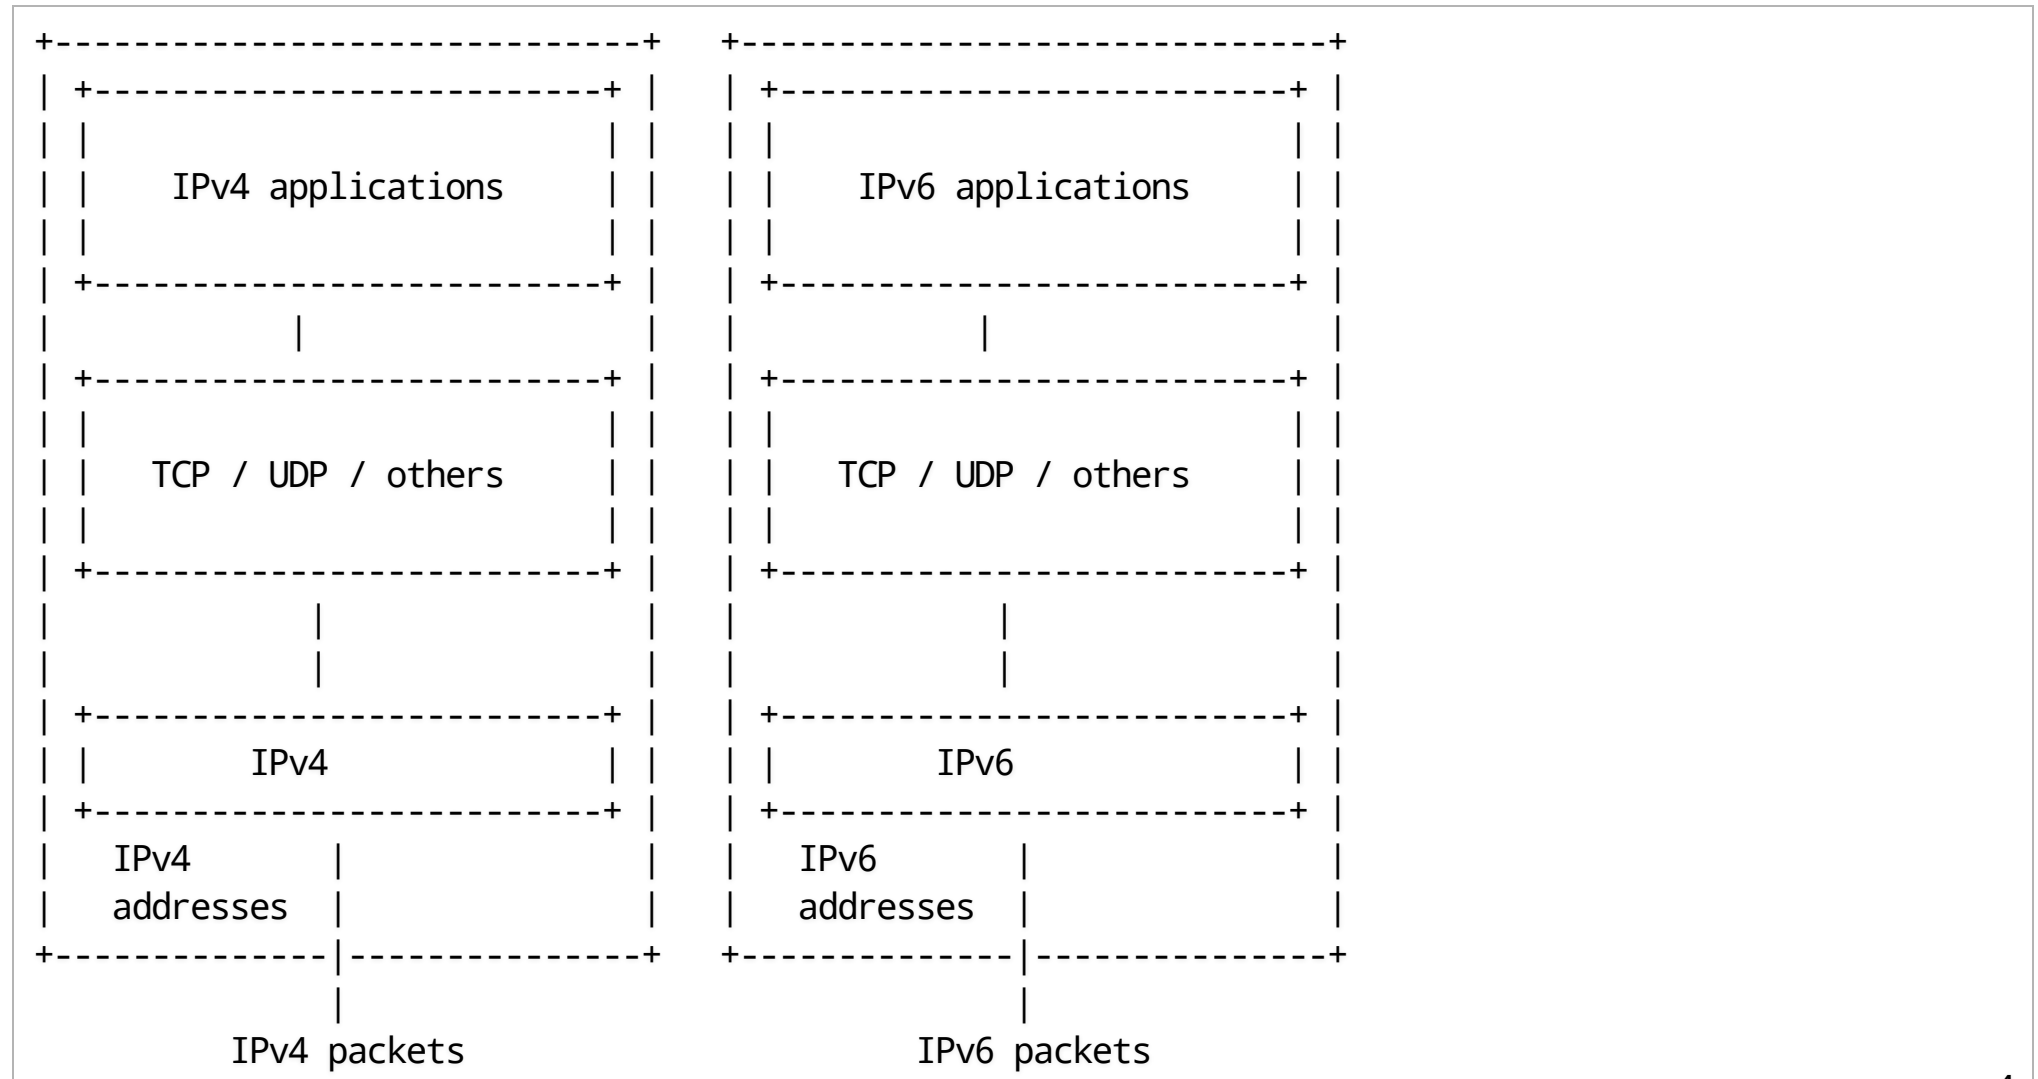 +------------------------------+   +------------------------------+
| +--------------------------+ |   | +--------------------------+ |
| |                          | |   | |                          | |
| |    IPv4 applications     | |   | |    IPv6 applications     | |
| |                          | |   | |                          | |
| +--------------------------+ |   | +--------------------------+ |
|            |                 |   |            |                 |
| +--------------------------+ |   | +--------------------------+ |
| |                          | |   | |                          | |
| |   TCP / UDP / others     | |   | |   TCP / UDP / others     | |
| |                          | |   | |                          | |
| +--------------------------+ |   | +--------------------------+ |
|             |                |   |             |                |
|             |                |   |             |                |
| +--------------------------+ |   | +--------------------------+ |
| |        IPv4              | |   | |        IPv6              | |
| +--------------------------+ |   | +--------------------------+ |
|   IPv4       |               |   |   IPv6       |               |
|   addresses  |               |   |   addresses  |               |
+--------------|---------------+   +--------------|---------------+
               |                                  |
          IPv4 packets                       IPv6 packets